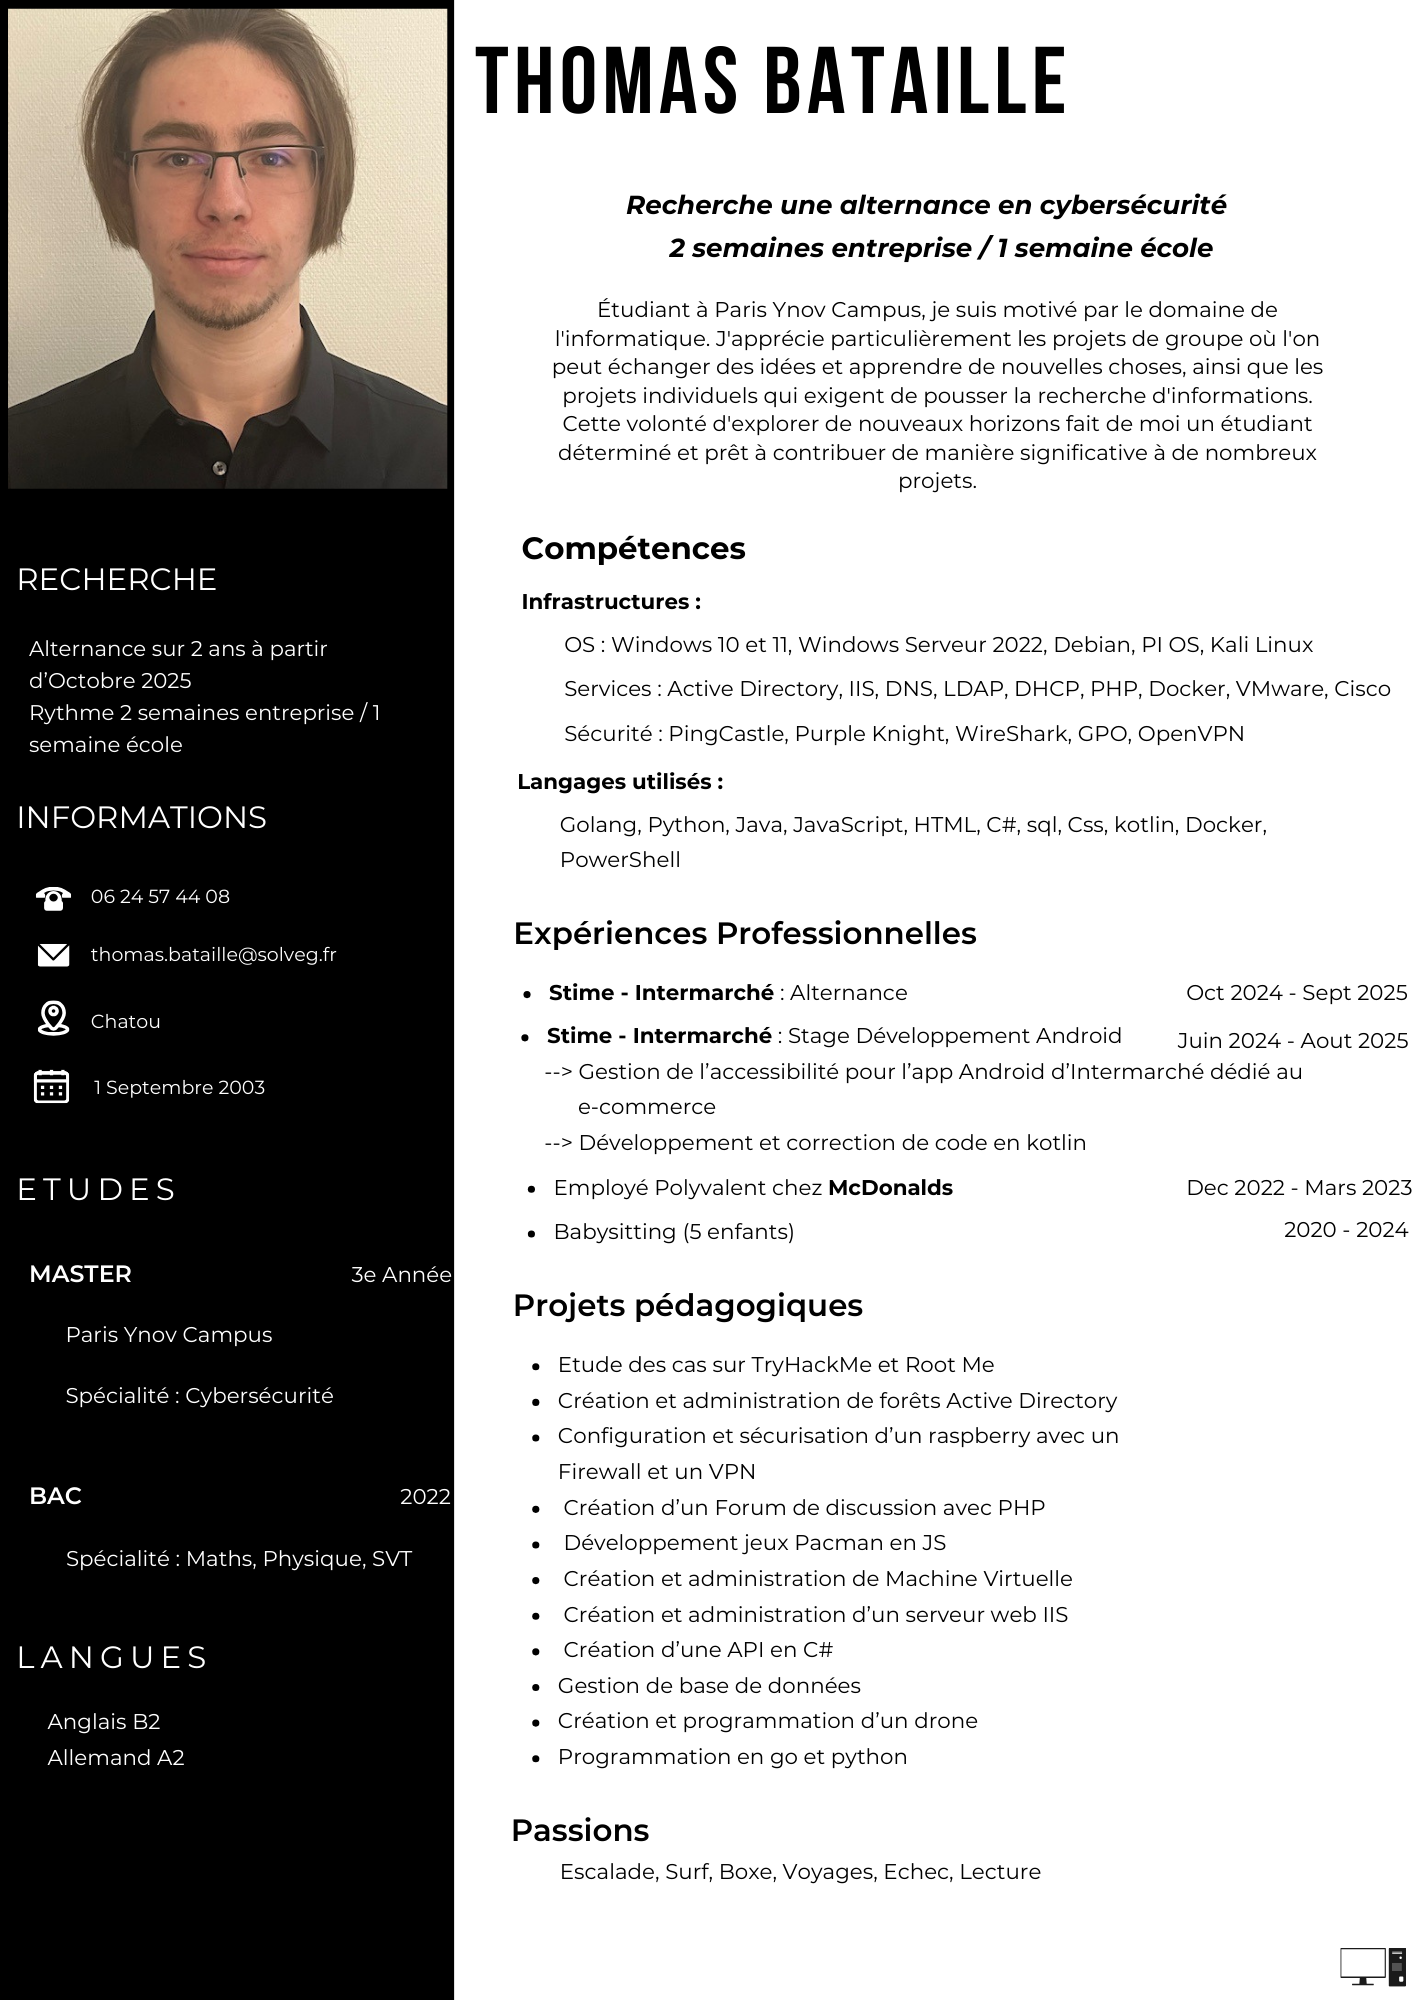 THOMAS BATAILLE
Recherche une alternance en cybersécurité
2 semaines entreprise / 1 semaine école
Étudiant à Paris Ynov Campus, je suis motivé par le domaine de
l'informatique. J'apprécie particulièrement les projets de groupe où l'on
peut échanger des idées et apprendre de nouvelles choses, ainsi que les
projets individuels qui exigent de pousser la recherche d'informations.
Cette volonté d'explorer de nouveaux horizons fait de moi un étudiant
déterminé et prêt à contribuer de manière significative à de nombreux
projets.
RECHERCHE
Alternance sur 2 ans à partir
d’Octobre 2025
Rythme 2 semaines entreprise / 1
semaine école
INFORMATIONS
06 24 57 44 08
thomas.bataille@solveg.fr
Chatou
1 Septembre 2003
ETUDES
MASTER 3e Année
Paris Ynov Campus
Spécialité : Cybersécurité
BAC 2022
Spécialité : Maths, Physique, SVT
LANGUES
Anglais B2
Allemand A2
Compétences
Infrastructures :
OS : Windows 10 et 11, Windows Serveur 2022, Debian, PI OS, Kali Linux
Services : Active Directory, IIS, DNS, LDAP, DHCP, PHP, Docker, VMware, Cisco
Sécurité : PingCastle, Purple Knight, WireShark, GPO, OpenVPN
Langages utilisés :
Golang, Python, Java, JavaScript, HTML, C#, sql, Css, kotlin, Docker,
PowerShell
Expériences Professionnelles
• Stime - Intermarché : Alternance Oct 2024 - Sept 2025
• Stime - Intermarché : Stage Développement Android Juin 2024 - Aout 2025
--> Gestion de l’accessibilité pour l’app Android d’Intermarché dédié au
e-commerce
--> Développement et correction de code en kotlin
• Employé Polyvalent chez McDonalds Dec 2022 - Mars 2023
• Babysitting (5 enfants) 2020 - 2024
Projets pédagogiques
• Etude des cas sur TryHackMe et Root Me
• Création et administration de forêts Active Directory
• Configuration et sécurisation d’un raspberry avec un
Firewall et un VPN
• Création d’un Forum de discussion avec PHP
• Développement jeux Pacman en JS
• Création et administration de Machine Virtuelle
• Création et administration d’un serveur web IIS
• Création d’une API en C#
• Gestion de base de données
• Création et programmation d’un drone
• Programmation en go et python
Passions
Escalade, Surf, Boxe, Voyages, Echec, Lecture